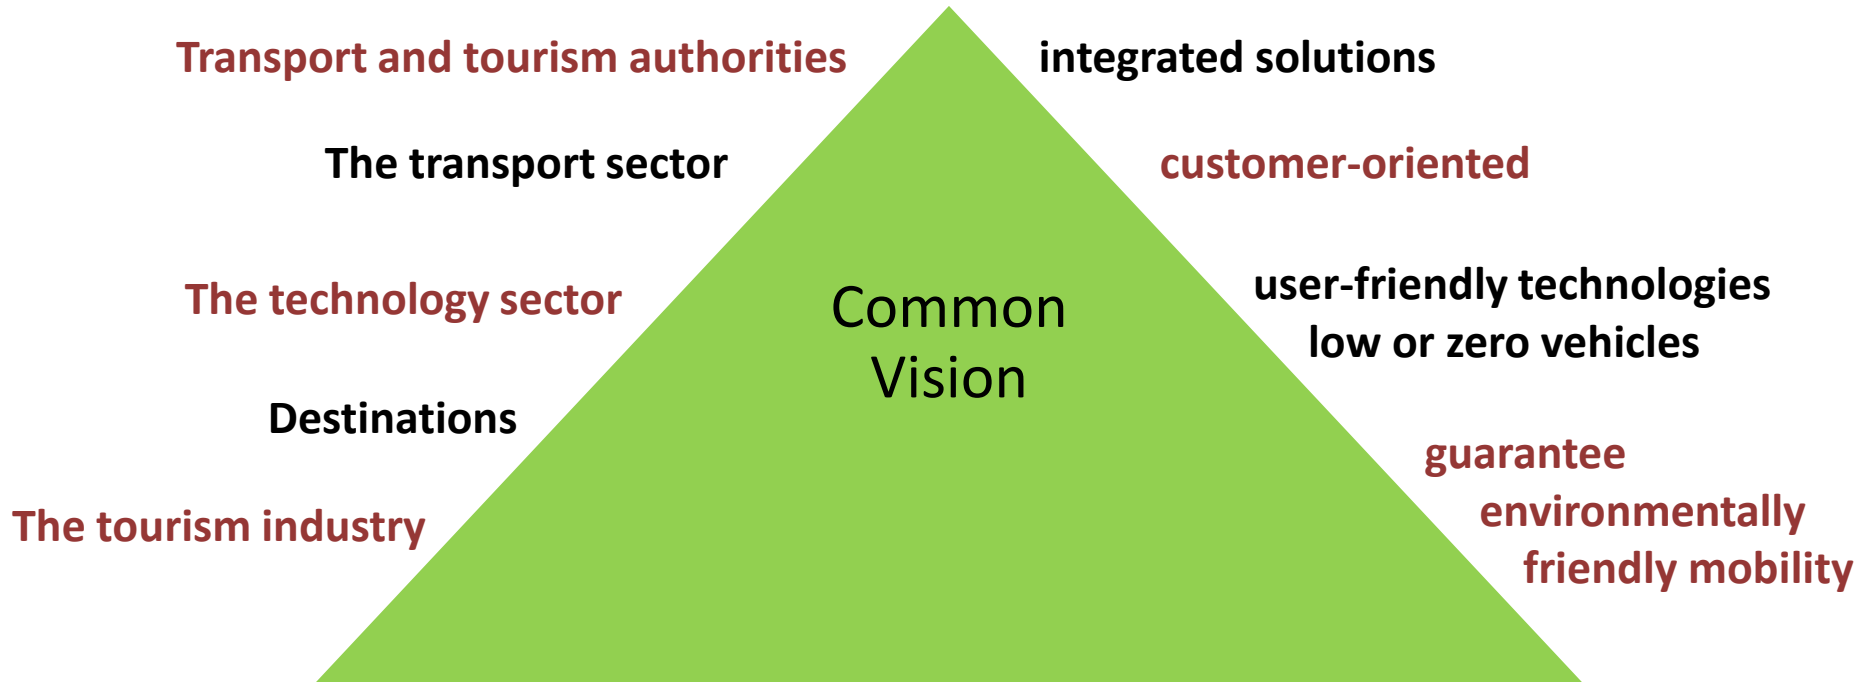 Transport and tourism authorities
The transport sector
The technology sector
Destinations
The tourism industry
Common
Vision
integrated solutions
customer-oriented
user-friendly technologies
low or zero vehicles
guarantee
environmentally
friendly mobility